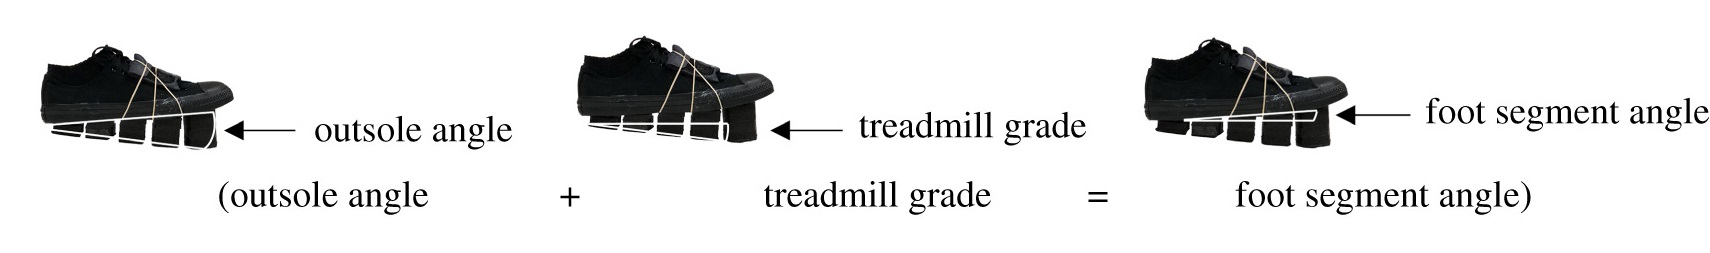 outsole angle
treadmill grade
foot segment angle
(outsole angle + treadmill grade = foot segment angle)